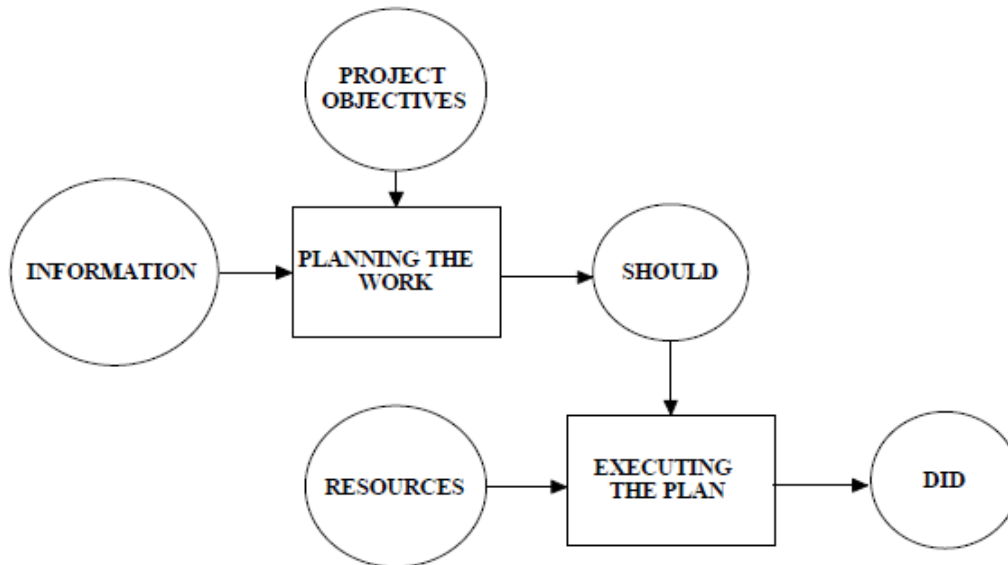 PROJECT
OBJECTIVES
INFORMATION
PLANNING THE
WORK
SHOULD
RESOURCES
EXECUTING
THE PLAN
DID